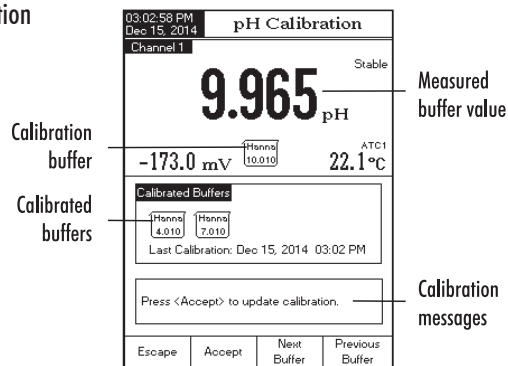 tion
03:02:58 PM
Dec 15, 2014
pH Calibration
Channel 1
Stable
9.965 pH
Measured
buffer value
Calibration
buffer
-173.0 mV
Hanna
10.010
ATC1
22.1°C
Calibrated Buffers
Calibrated
buffers
Hanna
4.010
Hanna
7.010
Last Calibration: Dec 15, 2014 03:02 PM
Press <Accept> to update calibration.
Calibration
messages
Escape
Accept
Next
Buffer
Previous
Buffer